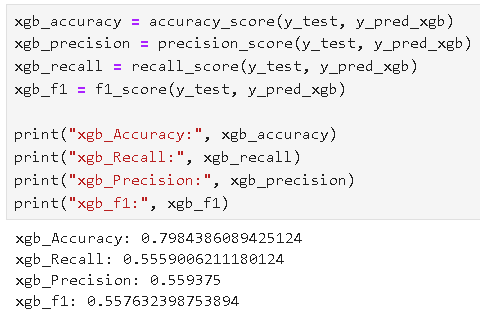 xgb_accuracy = accuracy_score(y_test, y_pred_xgb)
xgb_precision = precision_score(y_test, y_pred_xgb)
xgb_recall = recall_score(y_test, y_pred_xgb)
xgb_f1 = f1_score(y_test, y_pred_xgb)
print("xgb_Accuracy:", xgb_accuracy)
print("xgb_Recall:", xgb_recall)
print("xgb_Precision:", xgb_precision)
print("xgb_f1:", xgb_f1)
xgb_Accuracy: 0.7984386089425124
xgb_Recall: 0.5559006211180124
xgb_Precision: 0.559375
xgb_f1: 0.557632398753894